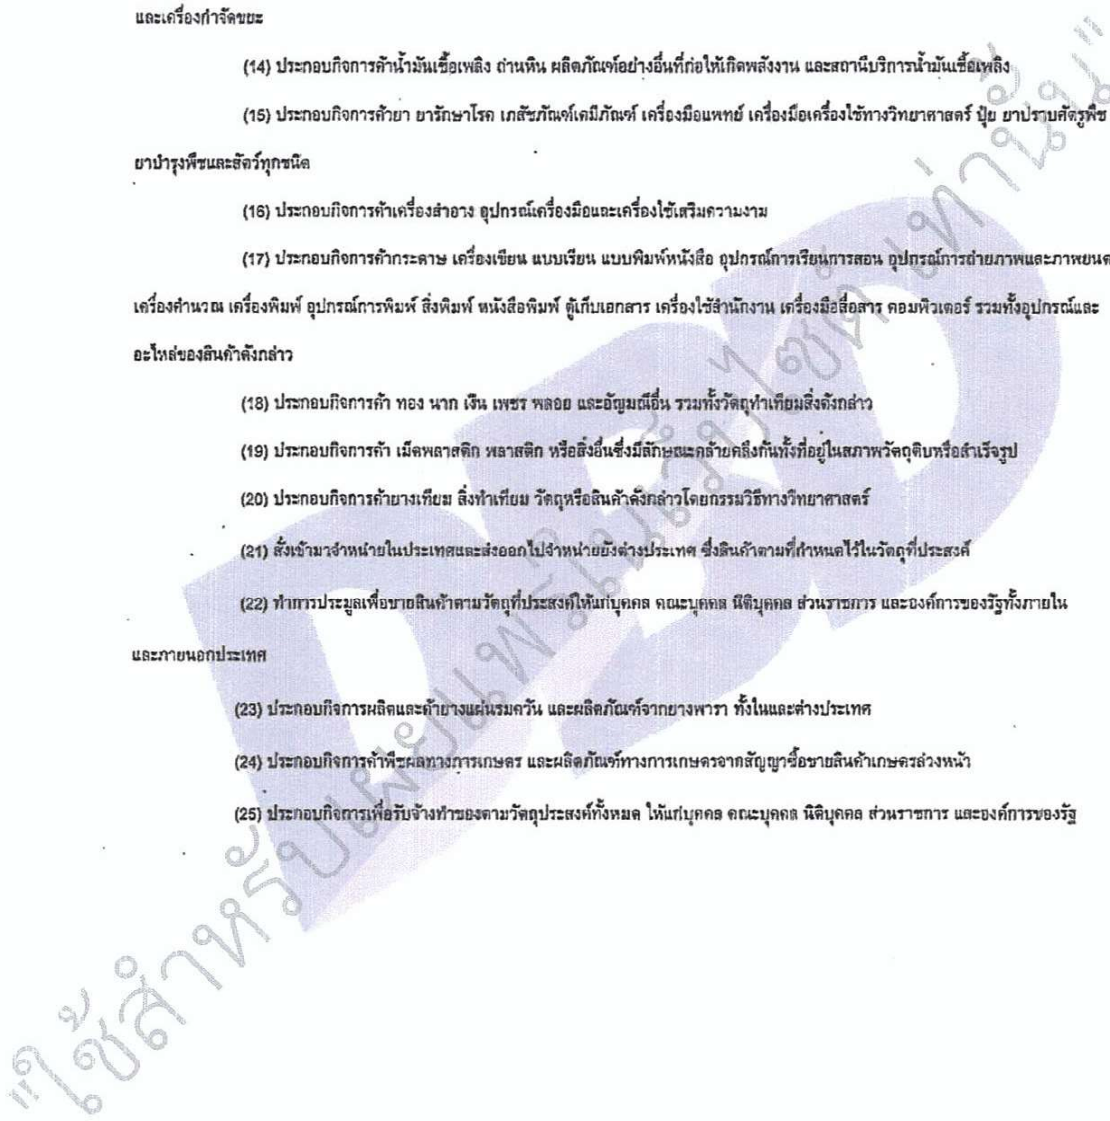 และเครื่องกำจัดขยะ
(14) ประกอบกิจการค้าน้ำมันเชื้อเพลิง ถ่านหิน ผลิตภัณฑ์อย่างอื่นที่ก่อให้เกิดพลังงาน และสถานีบริการน้ำมันเชื้อเพลิง
(15) ประกอบกิจการค้ายา ยารักษาโรค เภสัชภัณฑ์เคมีภัณฑ์ เครื่องมือแพทย์ เครื่องมือเครื่องใช้ทางวิทยาศาสตร์ ปุ๋ย ยาปราบศัตรูพืช
ยาบำรุงพืชและสัตว์ทุกชนิด
(16) ประกอบกิจการค้าเครื่องสำอาง อุปกรณ์เครื่องมือและเครื่องใช้เสริมความงาม
(17) ประกอบกิจการค้ากระดาษ เครื่องเขียน แบบเรียน แบบพิมพ์หนังสือ อุปกรณ์การเรียนการสอน อุปกรณ์การถ่ายภาพและภาพยนต
เครื่องคำนวณ เครื่องพิมพ์ อุปกรณ์การพิมพ์ สิ่งพิมพ์ หนังสือพิมพ์ ตู้เก็บเอกสาร เครื่องใช้สำนักงาน เครื่องมือสื่อสาร คอมพิวเตอร์ รวมทั้งอุปกรณ์และ
อะไหล่ของสินค้าดังกล่าว
(18) ประกอบกิจการค้า ทอง นาก เงิน เพชร พลอย และอัญมณีอื่น รวมทั้งวัตถุทำเทียมสิ่งดังกล่าว
(19) ประกอบกิจการค้า เม็ดพลาสติก พลาสติก หรือสิ่งอื่นซึ่งมีลักษณะคล้ายคลึงกันทั้งที่อยู่ในสภาพวัตถุดิบหรือสำเร็จรูป
(20) ประกอบกิจการค้ายางเทียม สิ่งทำเทียม วัตถุหรือสินค้าดังกล่าวโดยกรรมวิธีทางวิทยาศาสตร์
(21) สั่งเข้ามาจำหน่ายในประเทศและส่งออกไปจำหน่ายยังต่างประเทศ ซึ่งสินค้าตามที่กำหนดไว้ในวัตถุที่ประสงค์
(22) ทำการประมูลเพื่อขายสินค้าตามวัตถุที่ประสงค์ให้แก่บุคคล คณะบุคคล นิติบุคคล ส่วนราชการ และองค์การของรัฐทั้งภายใน
และภายนอกประเทศ
(23) ประกอบกิจการผลิตและค้ายางแผ่นรมควัน และผลิตภัณฑ์จากยางพารา ทั้งในและต่างประเทศ
(24) ประกอบกิจการค้าพืชผลทางการเกษตร และผลิตภัณฑ์ทางการเกษตรจากสัญญาซื้อขายสินค้าเกษตรล่วงหน้า
(25) ประกอบกิจการเพื่อรับจ้างทำของตามวัตถุประสงค์ทั้งหมด ให้แก่บุคคล คณะบุคคล นิติบุคคล ส่วนราชการ และองค์การของรัฐ
DBD
"ใช้สำหรับเผยแพร่ในเว็บไซต์ เท่านั้น"